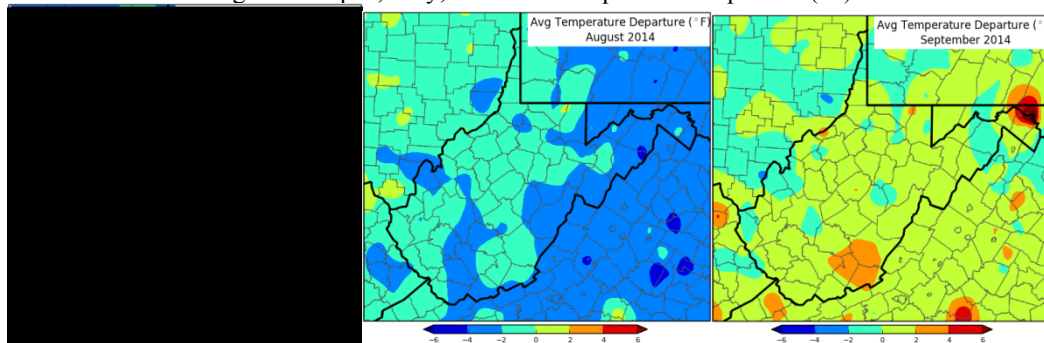 Avg Temperature Departure (°F)
August 2014
Avg Temperature Departure (°
September 2014
−6 −4 −2 0 2 4 6
−6 −4 −2 0 2 4 6